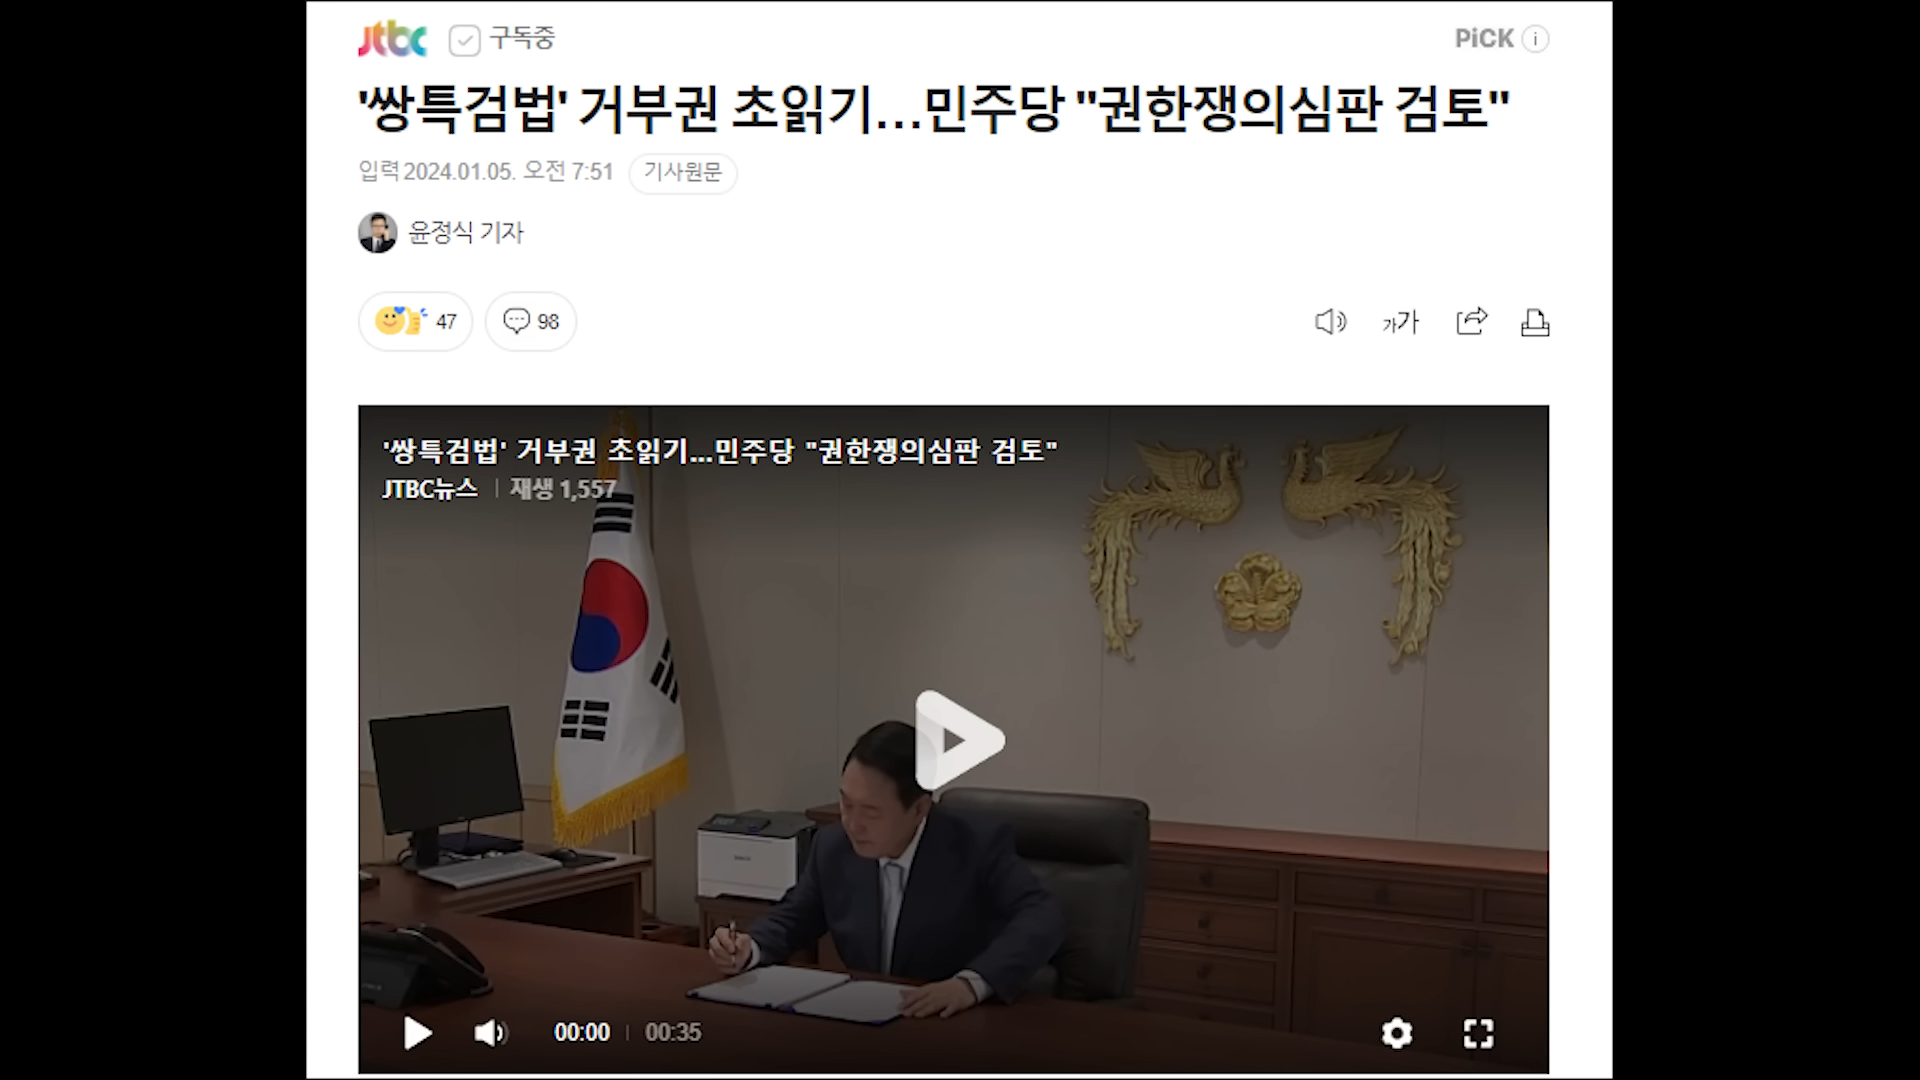 jtbc 구독중
PiCK i
'쌍특검법' 거부권 초읽기…민주당 "권한쟁의심판 검토"
입력 2024.01.05. 오전 7:51 기사원문
윤정식 기자
47 98
가가
'쌍특검법' 거부권 초읽기...민주당 "권한쟁의심판 검토"
JTBC뉴스 | 재생 1,557
00:00 | 00:35